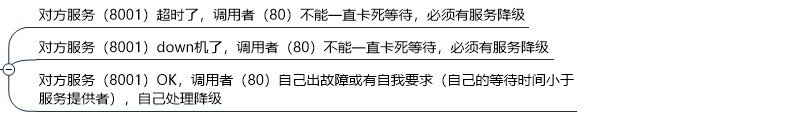 对方服务（8001）超时了，调用者（80）不能一直卡死等待，必须有服务降级
对方服务（8001）down机了，调用者（80）不能一直卡死等待，必须有服务降级
对方服务（8001）OK，调用者（80）自己出故障或有自我要求（自己的等待时间小于
服务提供者），自己处理降级